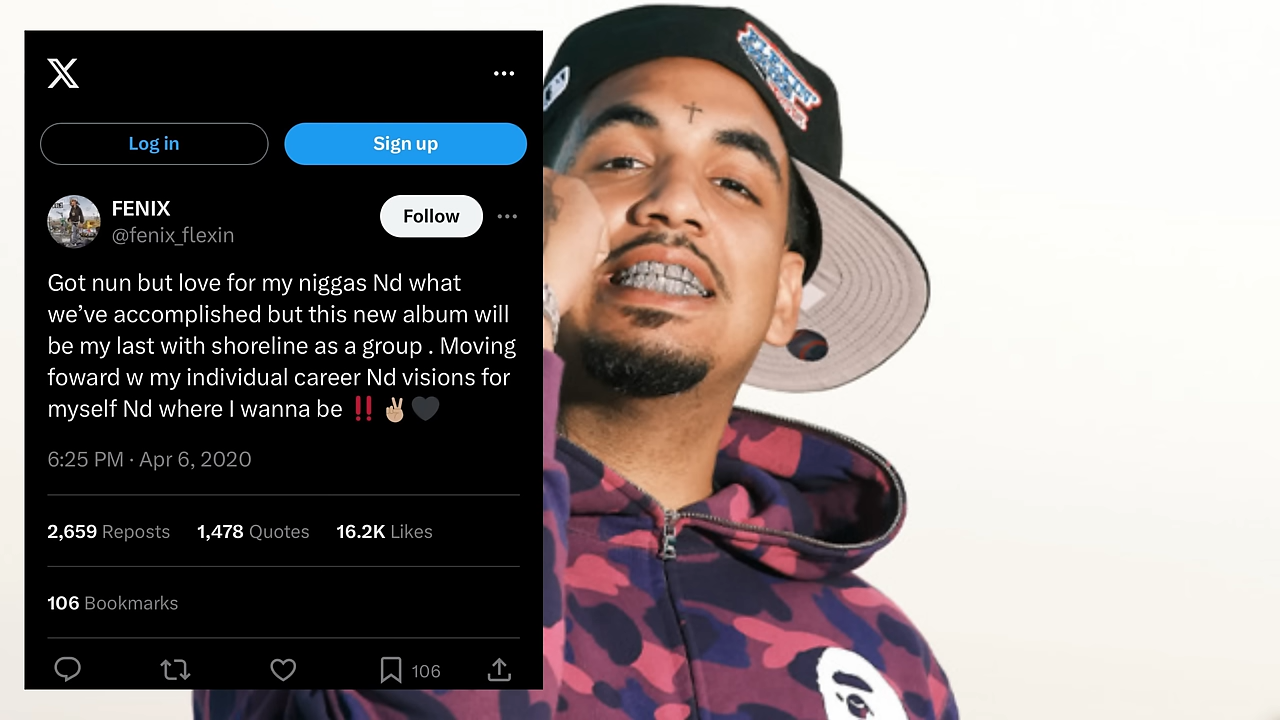 X
Log in
Sign up
FENIX
@fenix_flexin
Follow
Got nun but love for my niggas Nd what
we’ve accomplished but this new album will
be my last with shoreline as a group . Moving
foward w my individual career Nd visions for
myself Nd where I wanna be ‼️✌🏼🖤
6:25 PM · Apr 6, 2020
2,659 Reposts 1,478 Quotes 16.2K Likes
106 Bookmarks
106